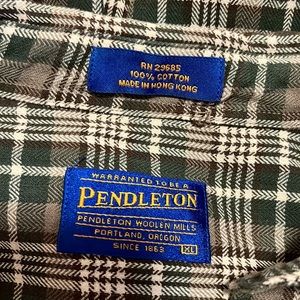 RN 29685
100% COTTON
MADE IN HONG KONG
WARRANTED TO BE A
PENDLETON
PENDLETON WOOLEN MILLS
PORTLAND, OREGON
SINCE 1863 XL